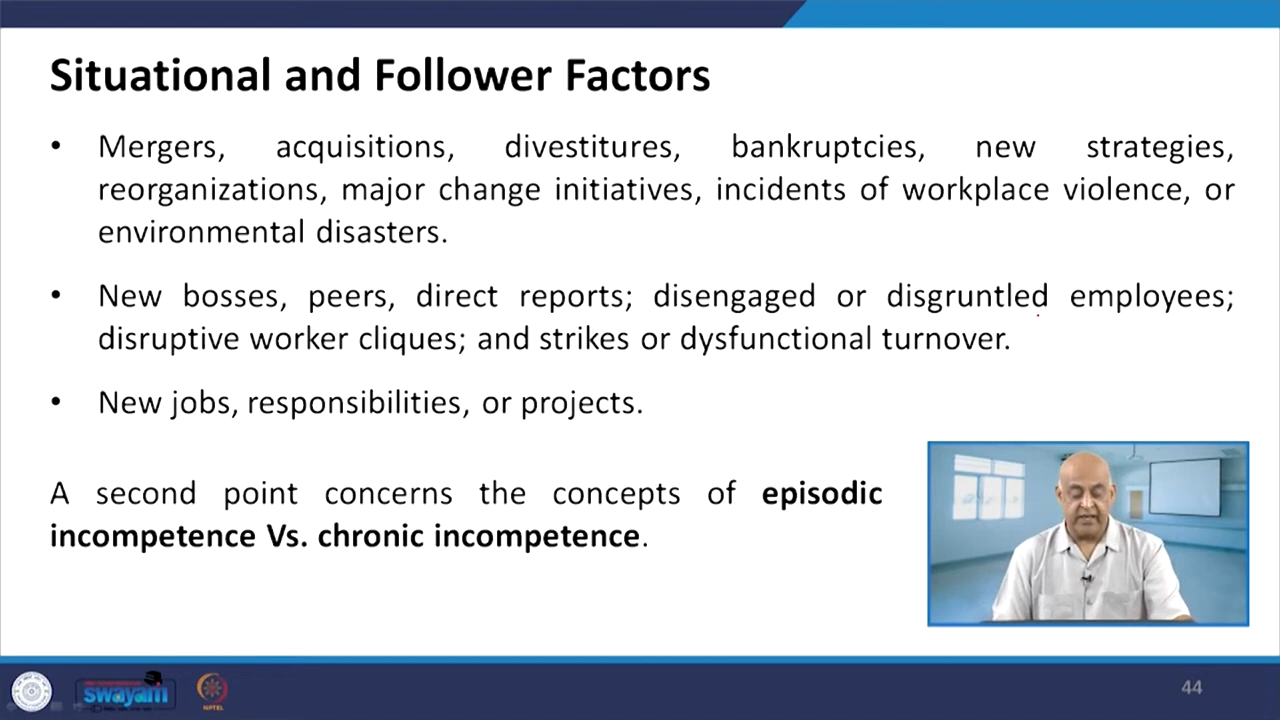 Situational and Follower Factors
• Mergers, acquisitions, divestitures, bankruptcies, new strategies,
reorganizations, major change initiatives, incidents of workplace violence, or
environmental disasters.
• New bosses, peers, direct reports; disengaged or disgruntled employees;
disruptive worker cliques; and strikes or dysfunctional turnover.
• New jobs, responsibilities, or projects.
A second point concerns the concepts of episodic
incompetence Vs. chronic incompetence.
swayam
NPTEL
44